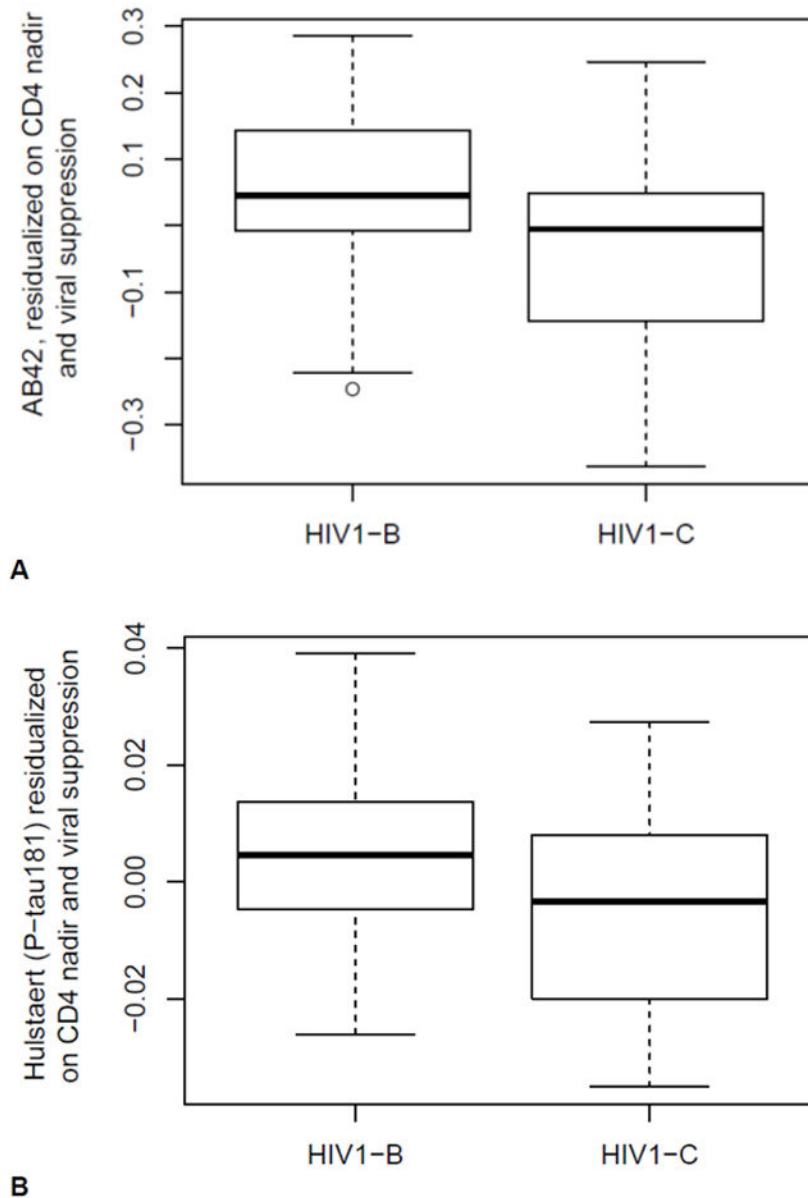 AB42, residualized on CD4 nadir
and viral suppression
0.3
0.2
0.1
−0.1
−0.3
HIV1−B
HIV1−C
A
Hulstaert (P−tau181) residualized
on CD4 nadir and viral suppression
0.04
0.02
0.00
−0.02
HIV1−B
HIV1−C
B